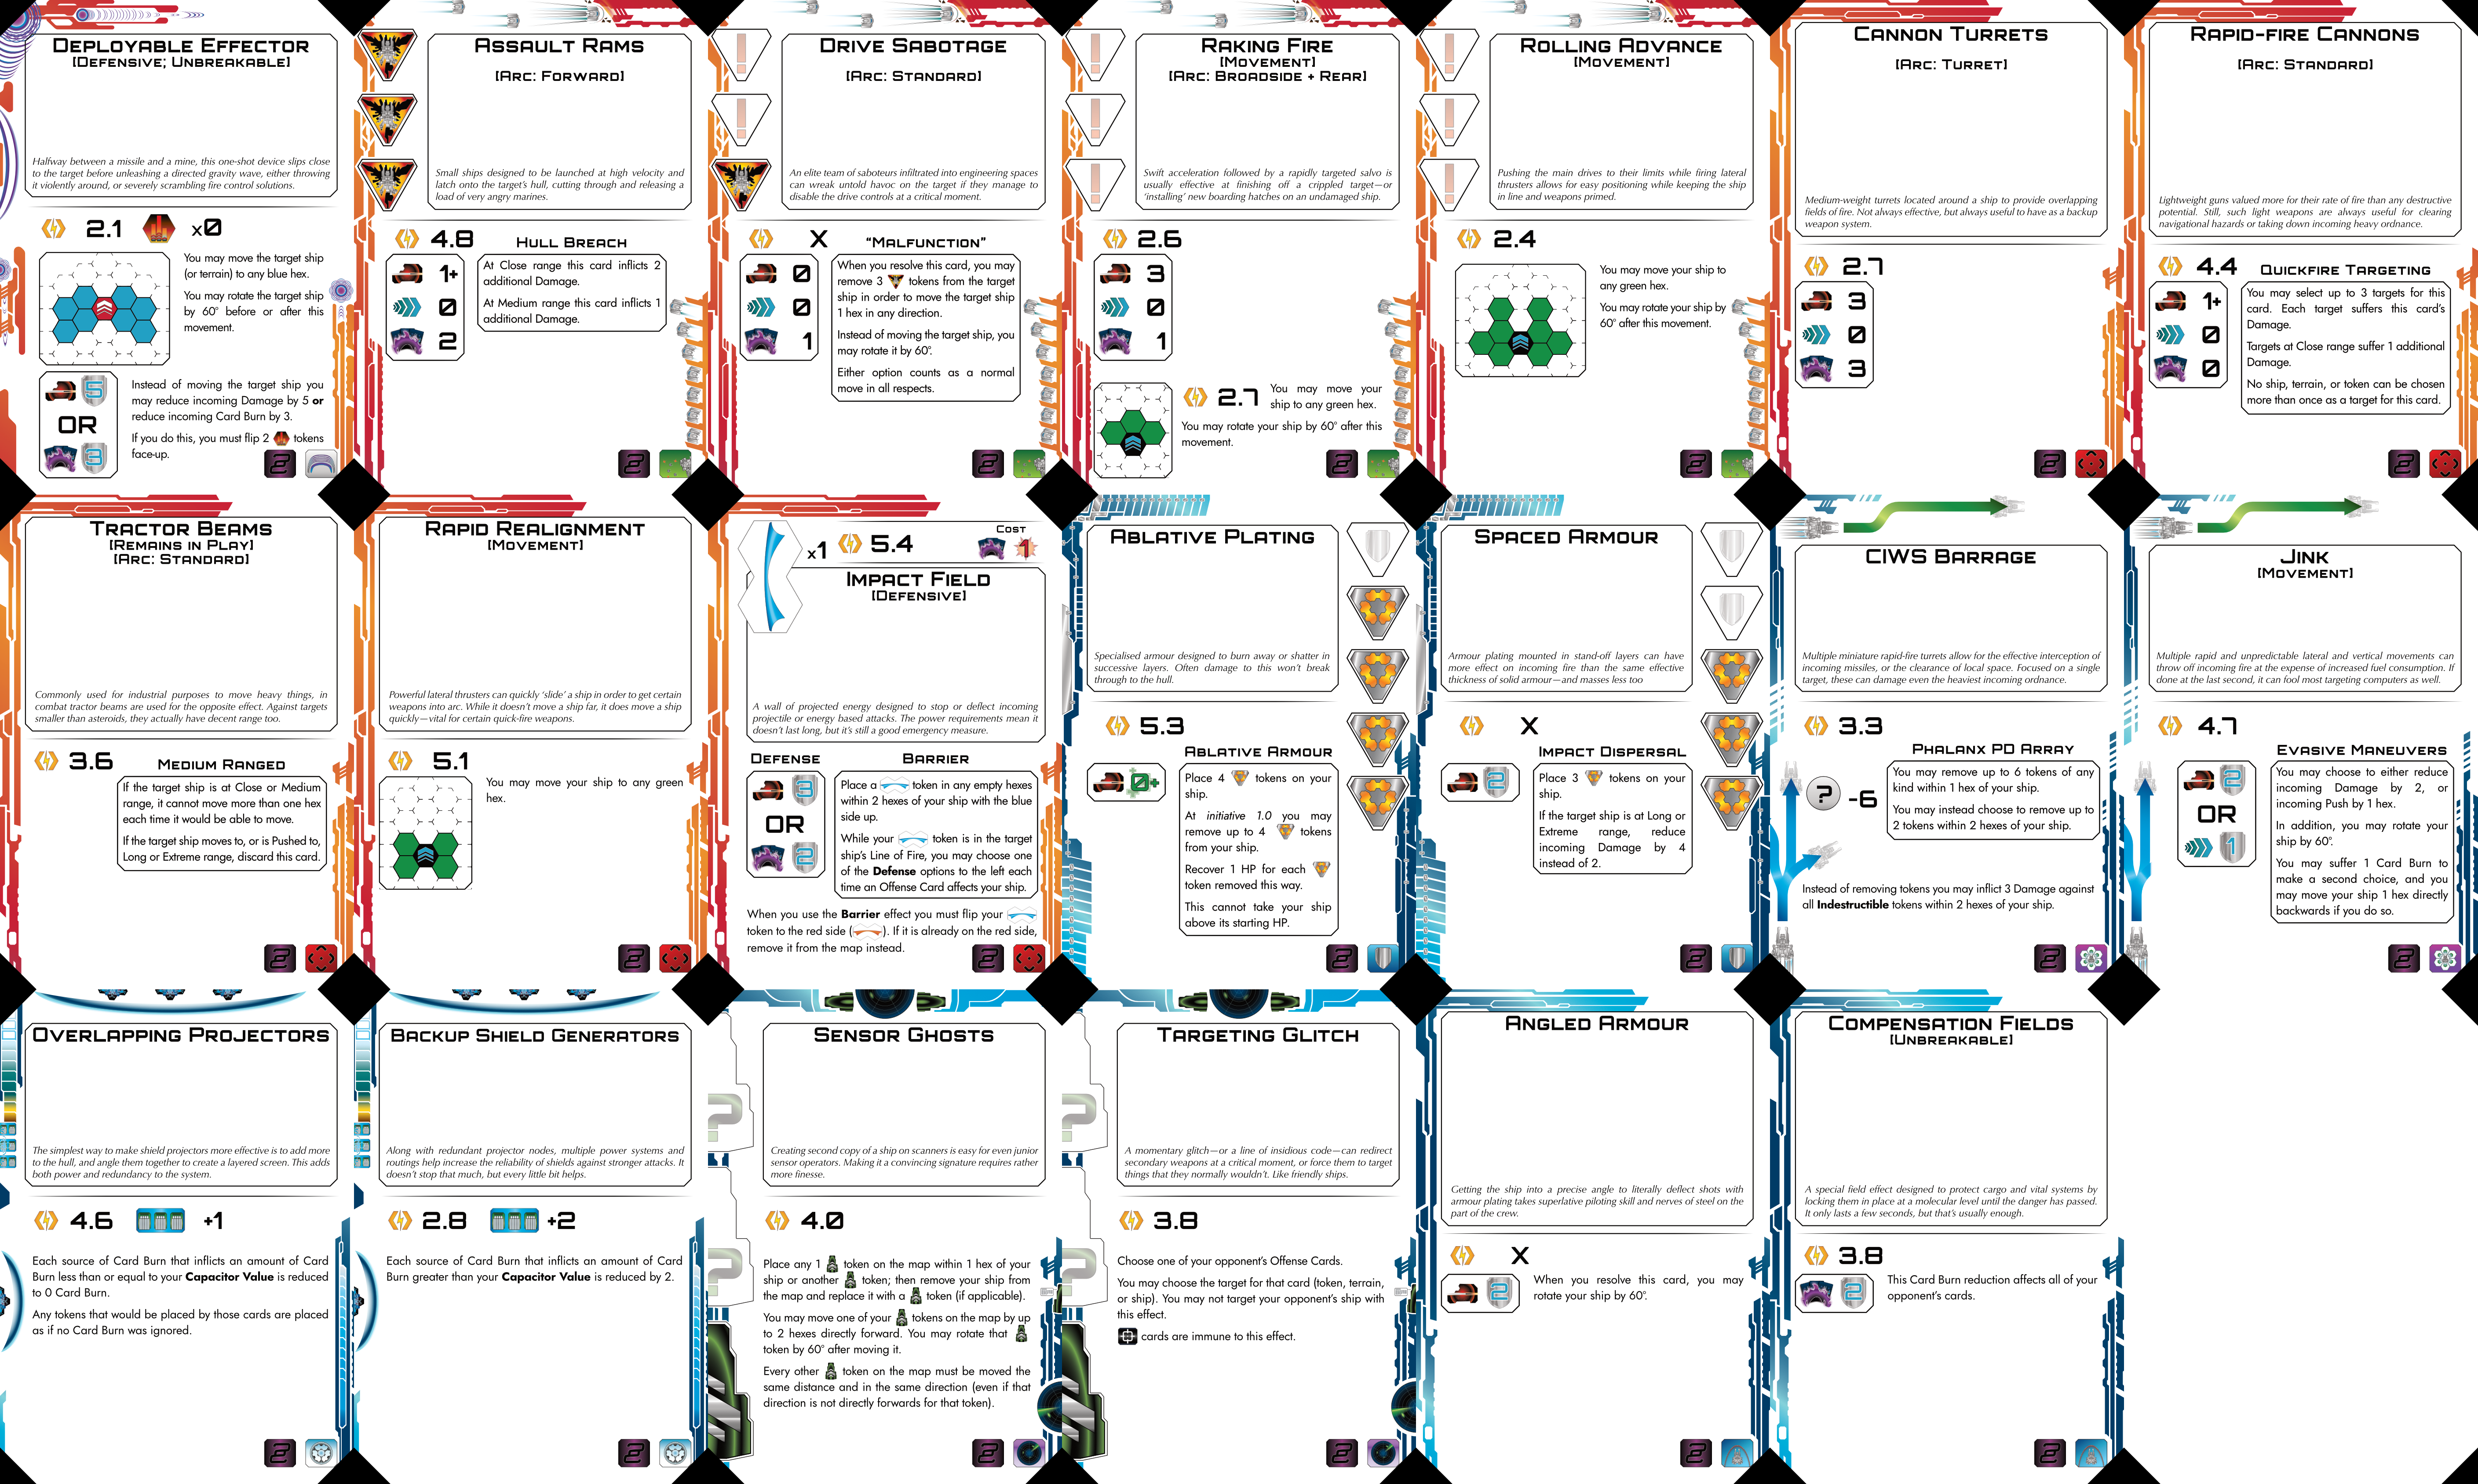 DEPLOYABLE EFFECTOR
[DEFENSIVE; UNBREAKABLE]
Halfway between a missile and a mine, this one-shot device slips close
to the target before unleashing a directed gravity wave, either throwing
it violently around, or severely scrambling fire control solutions.
2.1 x0
You may move the target ship
(or terrain) to any blue hex.
You may rotate the target ship
by 60° before or after this
movement.
5
OR
3
Instead of moving the target ship you
may reduce incoming Damage by 5 or
reduce incoming Card Burn by 3.
If you do this, you must flip 2 tokens
face-up.
2
ASSAULT RAMS
[ARC: FORWARD]
Small ships designed to be launched at high velocity and
latch onto the target's hull, cutting through and releasing a
load of very angry marines.
4.8
1+
0
2
HULL BREACH
At Close range this card inflicts 2
additional Damage.
At Medium range this card inflicts 1
additional Damage.
2
DRIVE SABOTAGE
[ARC: STANDARD]
An elite team of saboteurs infiltrated into engineering spaces
can wreak untold havoc on the target if they manage to
disable the drive controls at a critical moment.
X
0
0
1
"MALFUNCTION"
When you resolve this card, you may
remove 3 tokens from the target
ship in order to move the target ship
1 hex in any direction.
Instead of moving the target ship, you
may rotate it by 60°.
Either option counts as a normal
move in all respects.
2
RAKING FIRE
[MOVEMENT]
[ARC: BROADSIDE + REAR]
Swift acceleration followed by a rapidly targeted salvo is
usually effective at finishing off a crippled target—or
'installing' new boarding hatches on an undamaged ship.
2.6
3
0
1
2.7
You may move your
ship to any green hex.
You may rotate your ship by 60° after this
movement.
2
ROLLING ADVANCE
[MOVEMENT]
Pushing the main drives to their limits while firing lateral
thrusters allows for easy positioning while keeping the ship
in line and weapons primed.
2.4
You may move your ship to
any green hex.
You may rotate your ship by
60° after this movement.
2
CANNON TURRETS
[ARC: TURRET]
Medium-weight turrets located around a ship to provide overlapping
fields of fire. Not always effective, but always useful to have as a backup
weapon system.
2.7
3
0
3
2
RAPID-FIRE CANNONS
[ARC: STANDARD]
Lightweight guns valued more for their rate of fire than any destructive
potential. Still, such light weapons are always useful for clearing
navigational hazards or taking down incoming heavy ordnance.
4.4
1+
0
0
QUICKFIRE TARGETING
You may select up to 3 targets for this
card. Each target suffers this card's
Damage.
Targets at Close range suffer 1 additional
Damage.
No ship, terrain, or token can be chosen
more than once as a target for this card.
2
TRACTOR BEAMS
[REMAINS IN PLAY]
[ARC: STANDARD]
Commonly used for industrial purposes to move heavy things, in
combat tractor beams are used for the opposite effect. Against targets
smaller than asteroids, they actually have decent range too.
3.6
MEDIUM RANGED
If the target ship is at Close or Medium
range, it cannot move more than one hex
each time it would be able to move.
If the target ship moves to, or is Pushed to,
Long or Extreme range, discard this card.
2
RAPID REALIGNMENT
[MOVEMENT]
Powerful lateral thrusters can quickly 'slide' a ship in order to get certain
weapons into arc. While it doesn't move a ship far, it does move a ship
quickly—vital for certain quick-fire weapons.
5.1
You may move your ship to any green
hex.
2
x1 5.4
COST
1
IMPACT FIELD
[DEFENSIVE]
A wall of projected energy designed to stop or deflect incoming
projectile or energy based attacks. The power requirements mean it
doesn't last long, but it's still a good emergency measure.
DEFENSE
3
OR
2
BARRIER
Place a token in any empty hexes
within 2 hexes of your ship with the blue
side up.
While your token is in the target
ship's Line of Fire, you may choose one
of the Defense options to the left each
time an Offense Card affects your ship.
When you use the Barrier effect you must flip your
token to the red side ( ). If it is already on the red side,
remove it from the map instead.
2
ABLATIVE PLATING
Specialised armour designed to burn away or shatter in
successive layers. Often damage to this won't break
through to the hull.
5.3
0+
ABLATIVE ARMOUR
Place 4 tokens on your
ship.
At initiative 1.0 you may
remove up to 4 tokens
from your ship.
Recover 1 HP for each
token removed this way.
This cannot take your ship
above its starting HP.
2
SPACED ARMOUR
Armour plating mounted in stand-off layers can have
more effect on incoming fire than the same effective
thickness of solid armour—and masses less too
X
2
IMPACT DISPERSAL
Place 3 tokens on your
ship.
If the target ship is at Long or
Extreme range, reduce
incoming Damage by 4
instead of 2.
2
CIWS BARRAGE
Multiple miniature rapid-fire turrets allow for the effective interception of
incoming missiles, or the clearance of local space. Focused on a single
target, these can damage even the heaviest incoming ordnance.
3.3
? -6
PHALANX PD ARRAY
You may remove up to 6 tokens of any
kind within 1 hex of your ship.
You may instead choose to remove up to
2 tokens within 2 hexes of your ship.
Instead of removing tokens you may inflict 3 Damage against
all Indestructible tokens within 2 hexes of your ship.
2
JINK
[MOVEMENT]
Multiple rapid and unpredictable lateral and vertical movements can
throw off incoming fire at the expense of increased fuel consumption. If
done at the last second, it can fool most targeting computers as well.
4.7
2
OR
1
EVASIVE MANEUVERS
You may choose to either reduce
incoming Damage by 2, or
incoming Push by 1 hex.
In addition, you may rotate your
ship by 60°.
You may suffer 1 Card Burn to
make a second choice, and you
may move your ship 1 hex directly
backwards if you do so.
2
OVERLAPPING PROJECTORS
The simplest way to make shield projectors more effective is to add more
to the hull, and angle them together to create a layered screen. This adds
both power and redundancy to the system.
4.6 +1
Each source of Card Burn that inflicts an amount of Card
Burn less than or equal to your Capacitor Value is reduced
to 0 Card Burn.
Any tokens that would be placed by those cards are placed
as if no Card Burn was ignored.
2
BACKUP SHIELD GENERATORS
Along with redundant projector nodes, multiple power systems and
routings help increase the reliability of shields against stronger attacks. It
doesn't stop that much, but every little bit helps.
2.8 +2
Each source of Card Burn that inflicts an amount of Card
Burn greater than your Capacitor Value is reduced by 2.
2
SENSOR GHOSTS
Creating second copy of a ship on scanners is easy for even junior
sensor operators. Making it a convincing signature requires rather
more finesse.
4.0
Place any 1 token on the map within 1 hex of your
ship or another token; then remove your ship from
the map and replace it with a token (if applicable).
You may move one of your tokens on the map by up
to 2 hexes directly forward. You may rotate that
token by 60° after moving it.
Every other token on the map must be moved the
same distance and in the same direction (even if that
direction is not directly forwards for that token).
2
TARGETING GLITCH
A momentary glitch—or a line of insidious code—can redirect
secondary weapons at a critical moment, or force them to target
things that they normally wouldn't. Like friendly ships.
3.8
Choose one of your opponent's Offense Cards.
You may choose the target for that card (token, terrain,
or ship). You may not target your opponent's ship with
this effect.
cards are immune to this effect.
2
ANGLED ARMOUR
Getting the ship into a precise angle to literally deflect shots with
armour plating takes superlative piloting skill and nerves of steel on the
part of the crew.
X
2
When you resolve this card, you may
rotate your ship by 60°.
2
COMPENSATION FIELDS
[UNBREAKABLE]
A special field effect designed to protect cargo and vital systems by
locking them in place at a molecular level until the danger has passed.
It only lasts a few seconds, but that's usually enough.
3.8
2
This Card Burn reduction affects all of your
opponent's cards.
2